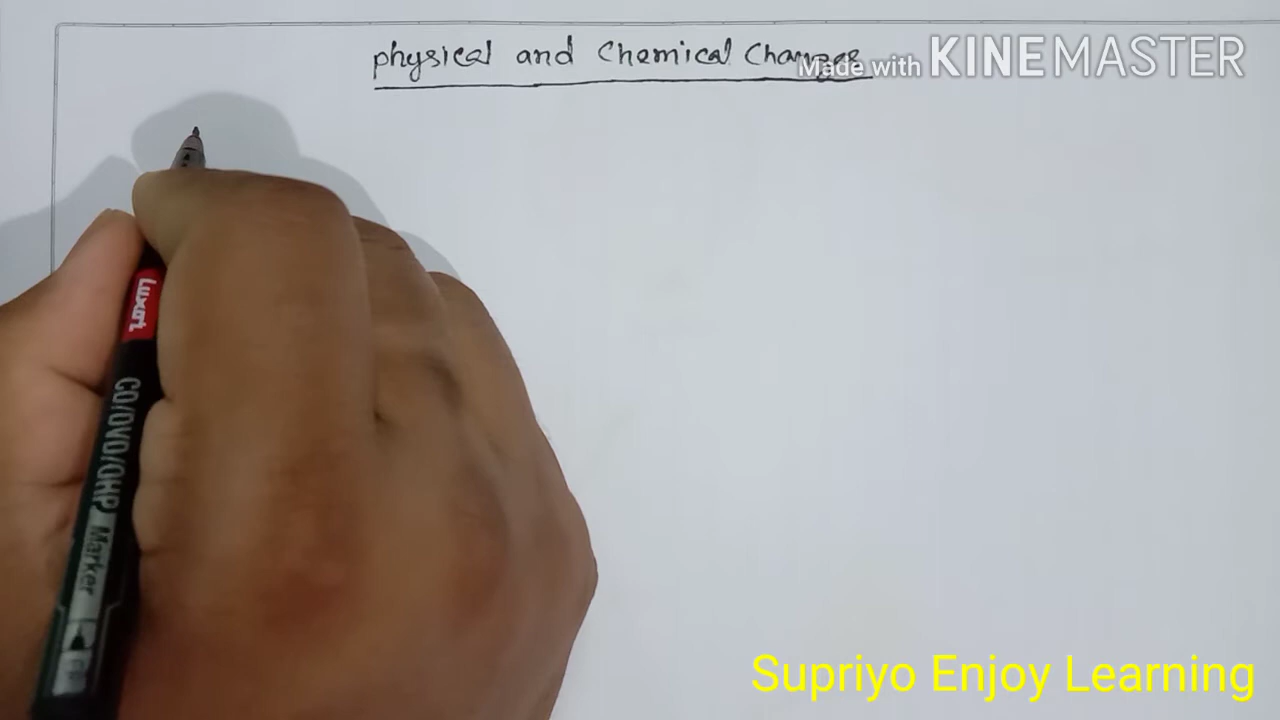 physical and Chemical Changes
Made with KINEMASTER
Luxor
CD/DVD/OHP Marker
Supriyo Enjoy Learning